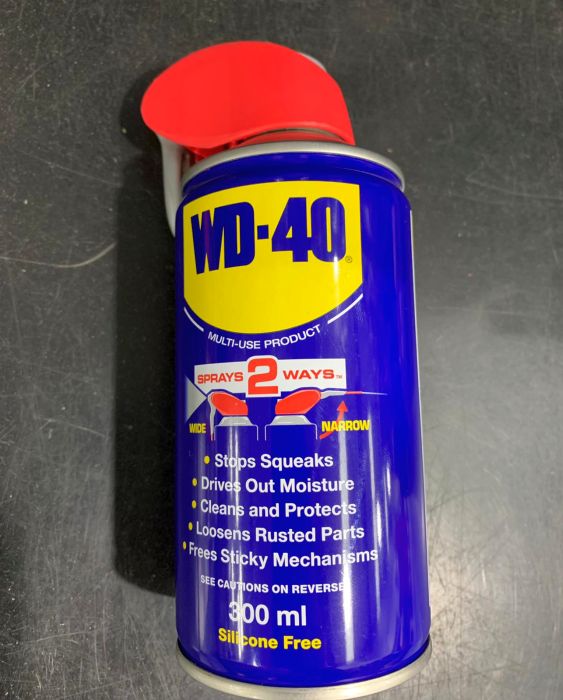 WD-40®
MULTI-USE PRODUCT
SPRAYS 2 WAYS™
WIDE NARROW
• Stops Squeaks
• Drives Out Moisture
• Cleans and Protects
• Loosens Rusted Parts
• Frees Sticky Mechanisms
SEE CAUTIONS ON REVERSE
300 ml
Silicone Free